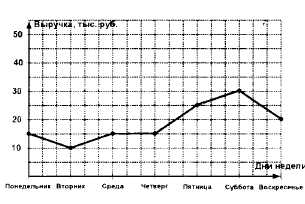 Выручка, тыс. руб.
50
40
30
20
10
Дни недели
Понедельник Вторник Среда Четверг Пятница Суббота Воскресенье